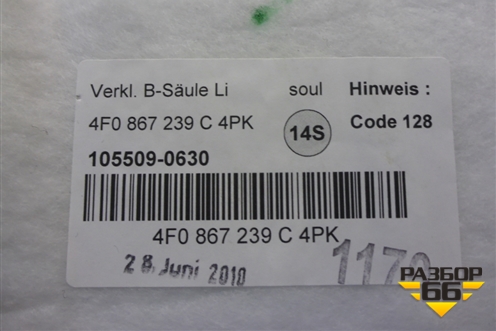 Verkl. B-Säule Li soul Hinweis :
4F0 867 239 C 4PK 14S Code 128
105509-0630
4F0 867 239 C 4PK
28. Juni 2010
РАЗБОР
66